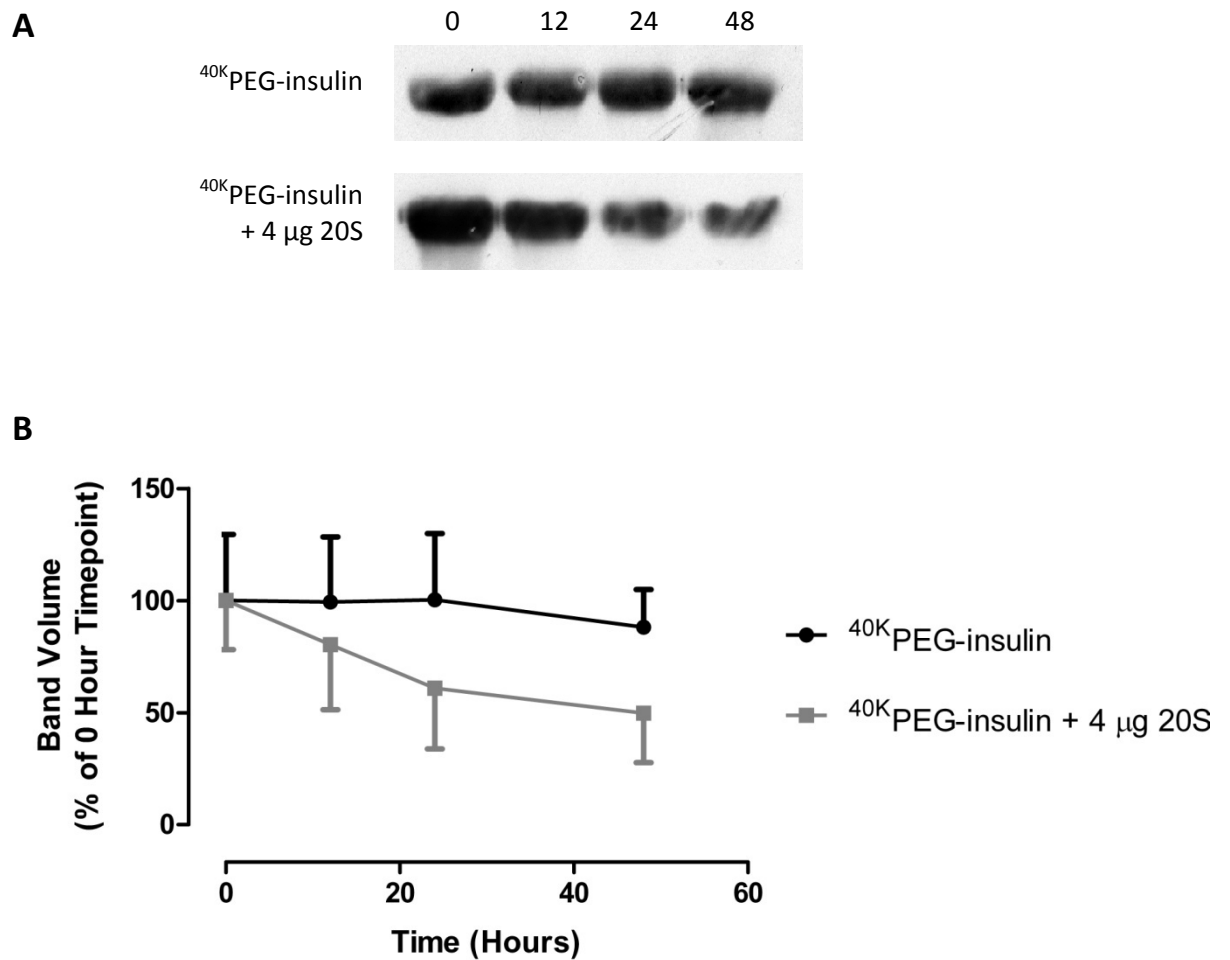 A
0 12 24 48
40KPEG-insulin
40KPEG-insulin
+ 4 µg 20S
B
Band Volume
(% of 0 Hour Timepoint)
150
100
50
0
0 20 40 60
Time (Hours)
40KPEG-insulin
40KPEG-insulin + 4 µg 20S